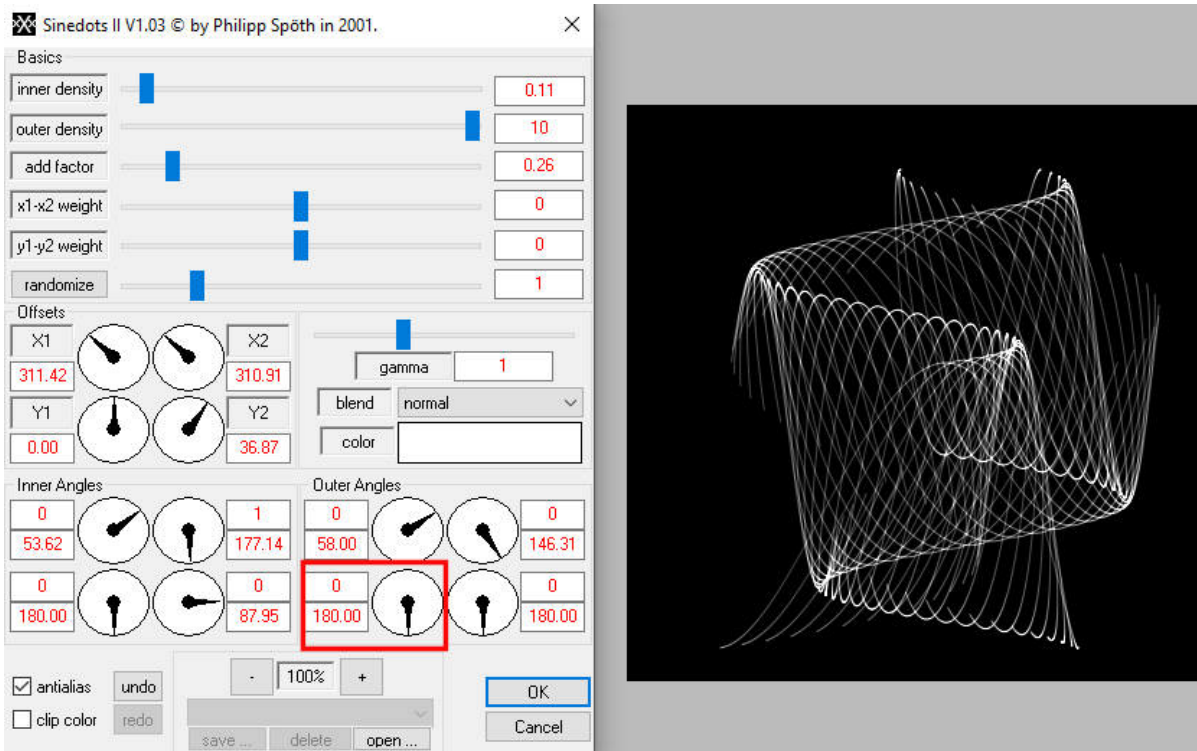 Sinedots II V1.03 © by Philipp Spöth in 2001.
Basics
inner density 0.11
outer density 10
add factor 0.26
x1-x2 weight 0
y1-y2 weight 0
randomize 1
Offsets
X1 X2
311.42 310.91
Y1 Y2
0.00 36.87
gamma 1
blend normal
color
Inner Angles
0 1
53.62 177.14
0 0
180.00 87.95
Outer Angles
0 0
58.00 146.31
0 0
180.00 180.00
antialias undo
clip color redo
- 100% +
save ... delete open ...
OK
Cancel